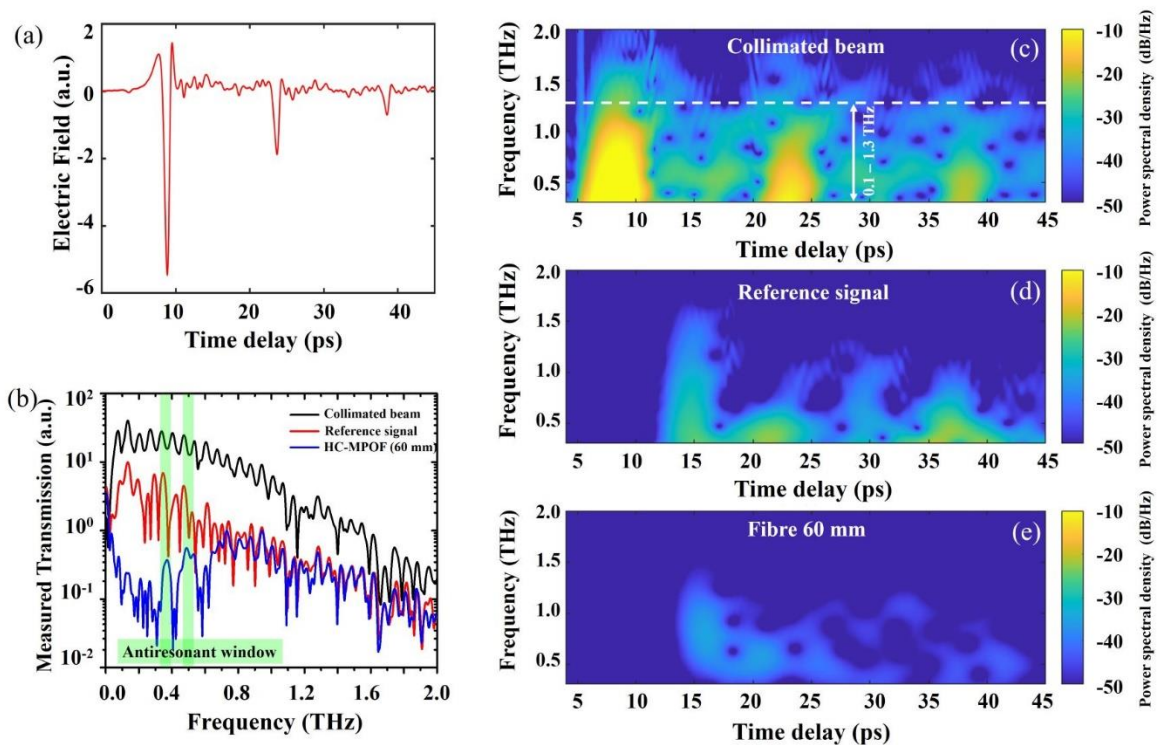 (a)
2
0
-2
-4
-6
Electric Field (a.u.)
0 10 20 30 40
Time delay (ps)
(b)
10²
10¹
10⁰
10⁻¹
10⁻²
Measured Transmission (a.u.)
Collimated beam
Reference signal
HC-MPOF (60 mm)
Antiresonant window
0.0 0.4 0.8 1.2 1.6 2.0
Frequency (THz)
(c)
Collimated beam
2.0
1.5
1.0
0.5
Frequency (THz)
0.1 – 1.3 THz
5 10 15 20 25 30 35 40 45
Time delay (ps)
-10
-20
-30
-40
-50
Power spectral density (dB/Hz)
(d)
Reference signal
2.0
1.5
1.0
0.5
Frequency (THz)
5 10 15 20 25 30 35 40 45
Time delay (ps)
-10
-20
-30
-40
-50
Power spectral density (dB/Hz)
(e)
Fibre 60 mm
2.0
1.5
1.0
0.5
Frequency (THz)
5 10 15 20 25 30 35 40 45
Time delay (ps)
-10
-20
-30
-40
-50
Power spectral density (dB/Hz)